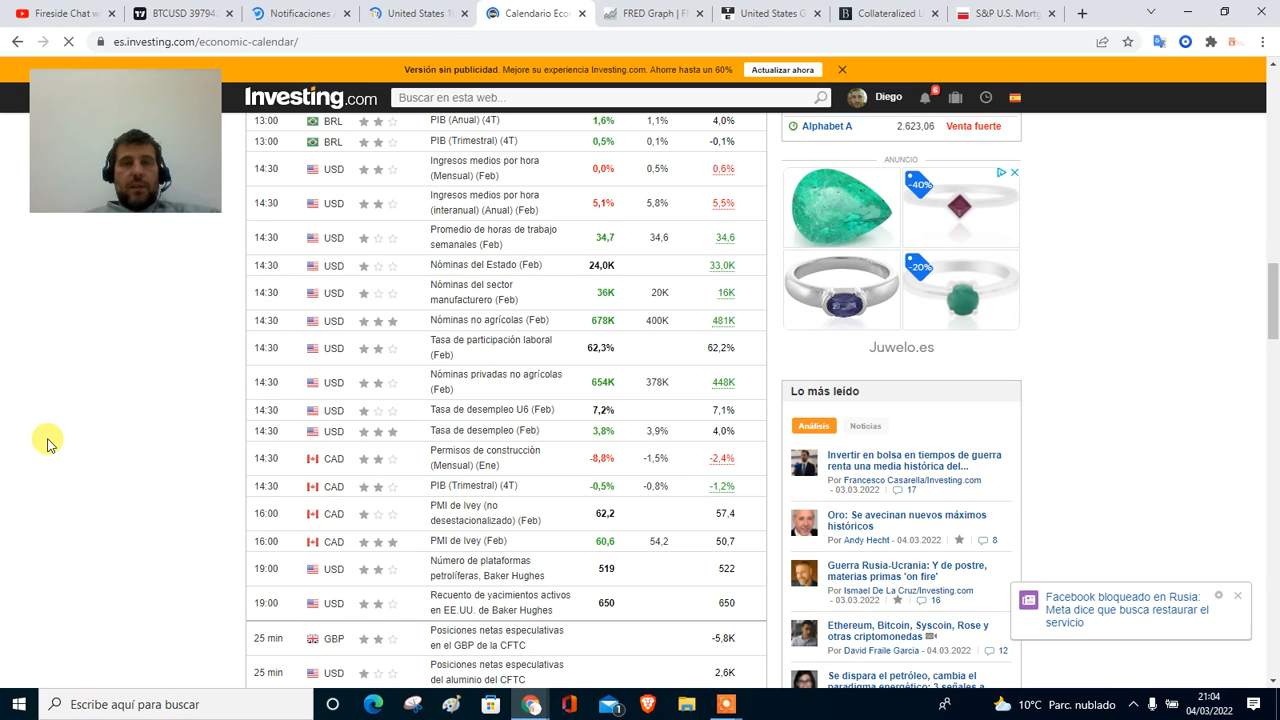 Fireside / Chat w
BTCUSD 39794.
Notificaciones /
United States 10
Calendario Eco
FRED Graph | F
United States G
Collateralized L
S&P U.S. Mortg
es.investing.com/economic-calendar/
Versión sin publicidad. Mejore su experiencia Investing.com. Ahorre hasta un 60%
Actualizar ahora
Investing.com
Buscar en esta web...
Diego
6
13:00 BRL PIB (Anual) (4T) 1,6% 1,1% 4,0%
13:00 BRL PIB (Trimestral) (4T) 0,5% 0,1% -0,1%
14:30 USD Ingresos medios por hora (Mensual) (Feb) 0,0% 0,5% 0,6%
14:30 USD Ingresos medios por hora (interanual) (Anual) (Feb) 5,1% 5,8% 5,5%
14:30 USD Promedio de horas de trabajo semanales (Feb) 34,7 34,6 34,6
14:30 USD Nóminas del Estado (Feb) 24,0K 33,0K
14:30 USD Nóminas del sector manufacturero (Feb) 36K 20K 16K
14:30 USD Nóminas no agrícolas (Feb) 678K 400K 481K
14:30 USD Tasa de participación laboral (Feb) 62,3% 62,2%
14:30 USD Nóminas privadas no agrícolas (Feb) 654K 378K 448K
14:30 USD Tasa de desempleo U6 (Feb) 7,2% 7,1%
14:30 USD Tasa de desempleo (Feb) 3,8% 3,9% 4,0%
14:30 CAD Permisos de construcción (Mensual) (Ene) -8,8% -1,5% -2,4%
14:30 CAD PIB (Trimestral) (4T) -0,5% -0,8% -1,2%
16:00 CAD PMI de Ivey (no desestacionalizado) (Feb) 62,2 57,4
16:00 CAD PMI de Ivey (Feb) 60,6 54,2 50,7
19:00 USD Número de plataformas petrolíferas, Baker Hughes 519 522
19:00 USD Recuento de yacimientos activos en EE.UU. de Baker Hughes 650 650
25 min GBP Posiciones netas especulativas en el GBP de la CFTC -5,8K
25 min USD Posiciones netas especulativas del aluminio del CFTC 2,6K
Alphabet A 2.623,06 Venta fuerte
ANUNCIO
-40%
-20%
Juwelo.es
Lo más leído
Análisis
Noticias
Invertir en bolsa en tiempos de guerra
renta una media histórica del...
Por Francesco Casarella/Investing.com
- 03.03.2022 17
Oro: Se avecinan nuevos máximos
históricos
Por Andy Hecht - 04.03.2022 8
Guerra Rusia-Ucrania: Y de postre,
materias primas 'on fire'
Por Ismael De La Cruz/Investing.com
- 03.03.2022 16
Ethereum, Bitcoin, Syscoin, Rose y
otras criptomonedas
Por David Fraile Garcia - 04.03.2022 12
Se dispara el petróleo, cambia el
paradigma energético: 3 señales a
Facebook bloqueado en Rusia:
Meta dice que busca restaurar el
servicio
Escribe aquí para buscar
1
10°C Parc. nublado
21:04
04/03/2022